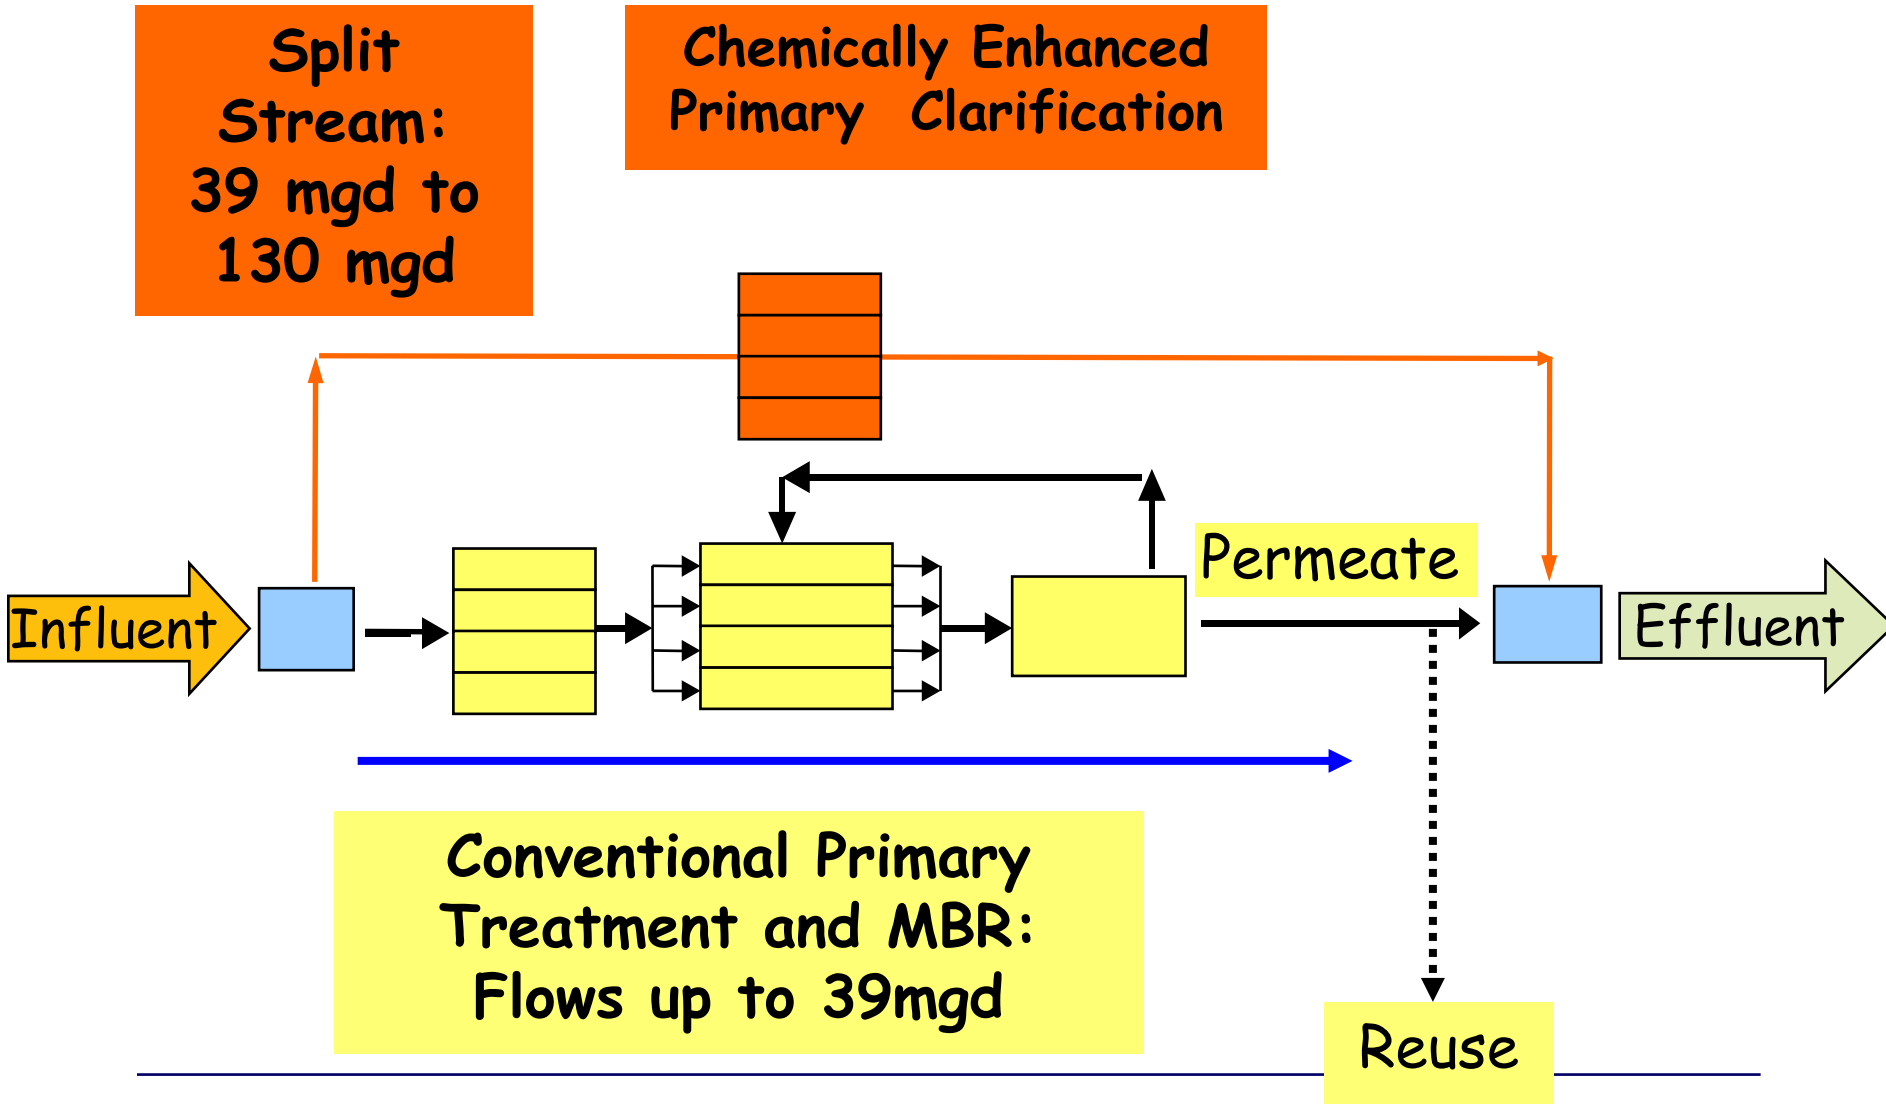 Split
Stream:
39 mgd to
130 mgd
Chemically Enhanced
Primary Clarification
Influent
Permeate
Effluent
Conventional Primary
Treatment and MBR:
Flows up to 39mgd
Reuse